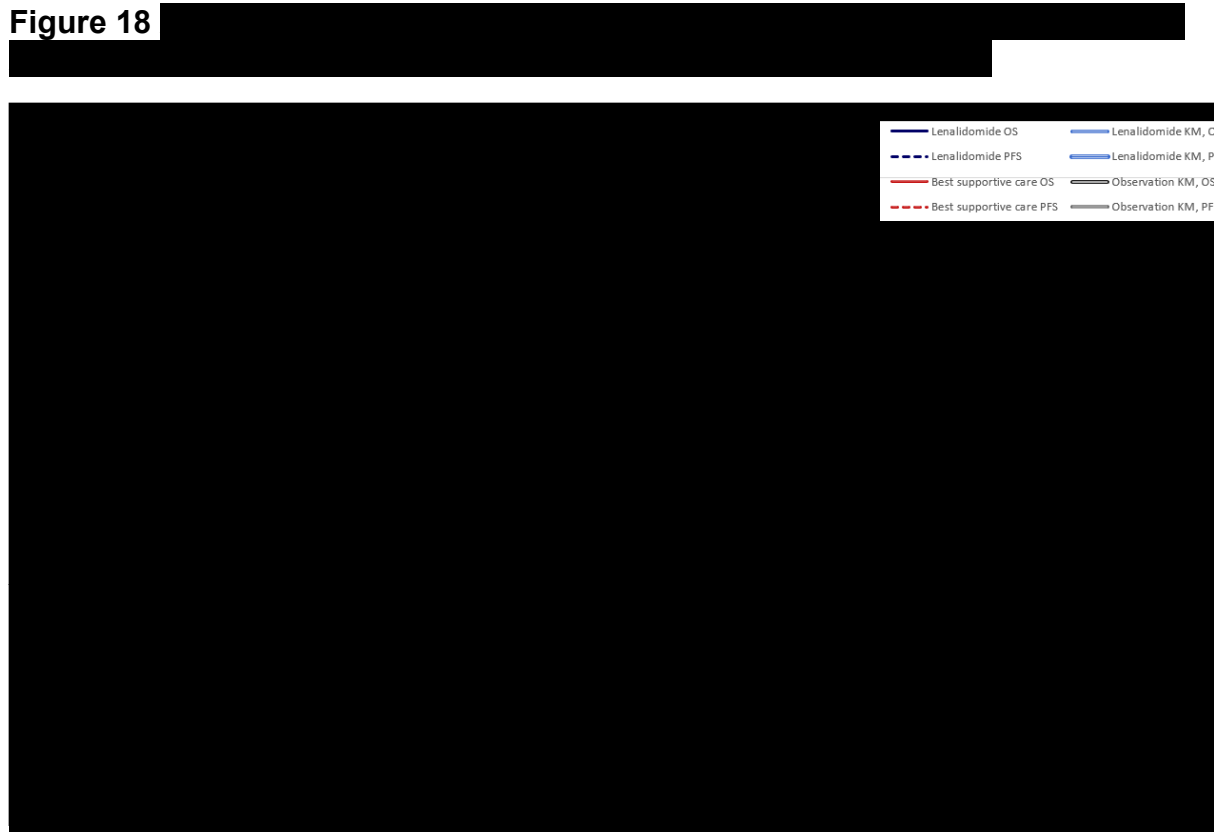 Figure 18
Lenalidomide OS Lenalidomide KM, O
Lenalidomide PFS Lenalidomide KM, P
Best supportive care OS Observation KM, OS
Best supportive care PFS Observation KM, PF